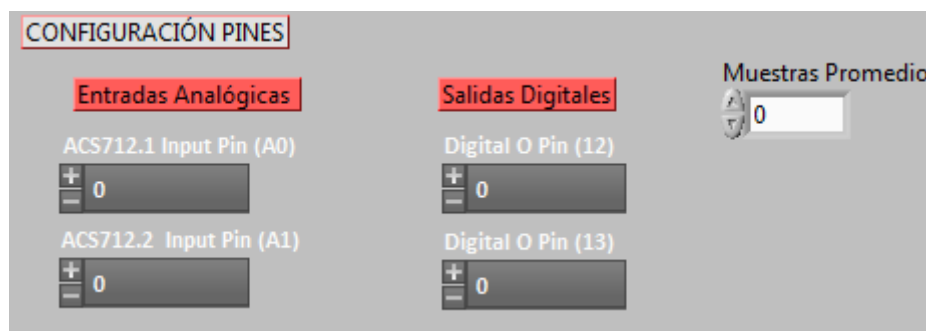 CONFIGURACIÓN PINES
Entradas Analógicas
ACS712.1 Input Pin (A0)
0
ACS712.2 Input Pin (A1)
0
Salidas Digitales
Digital O Pin (12)
0
Digital O Pin (13)
0
Muestras Promedio
0